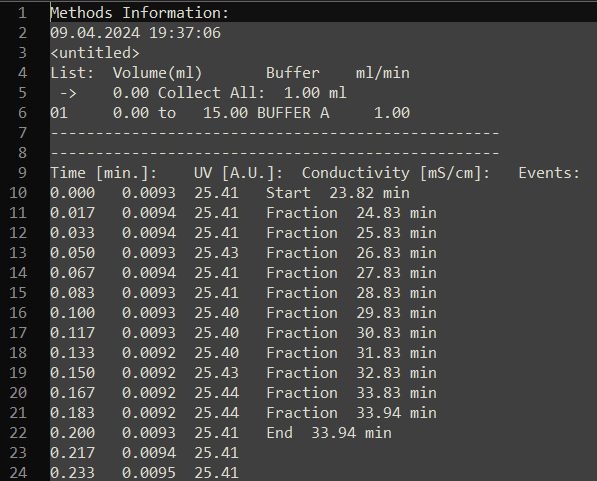 1 Methods Information:
2 09.04.2024 19:37:06
3 <untitled>
4 List:  Volume(ml)       Buffer    ml/min
5  ->    0.00 Collect All:  1.00 ml
6 01     0.00 to   15.00 BUFFER A     1.00
7 --------------------------------------------------
8 --------------------------------------------------
9 Time [min.]:    UV [A.U.]:  Conductivity [mS/cm]:   Events:
10 0.000   0.0093  25.41   Start  23.82 min
11 0.017   0.0094  25.41   Fraction  24.83 min
12 0.033   0.0094  25.41   Fraction  25.83 min
13 0.050   0.0093  25.43   Fraction  26.83 min
14 0.067   0.0094  25.41   Fraction  27.83 min
15 0.083   0.0093  25.41   Fraction  28.83 min
16 0.100   0.0093  25.40   Fraction  29.83 min
17 0.117   0.0093  25.40   Fraction  30.83 min
18 0.133   0.0092  25.40   Fraction  31.83 min
19 0.150   0.0092  25.43   Fraction  32.83 min
20 0.167   0.0092  25.44   Fraction  33.83 min
21 0.183   0.0092  25.44   Fraction  33.94 min
22 0.200   0.0093  25.41   End  33.94 min
23 0.217   0.0094  25.41
24 0.233   0.0095  25.41